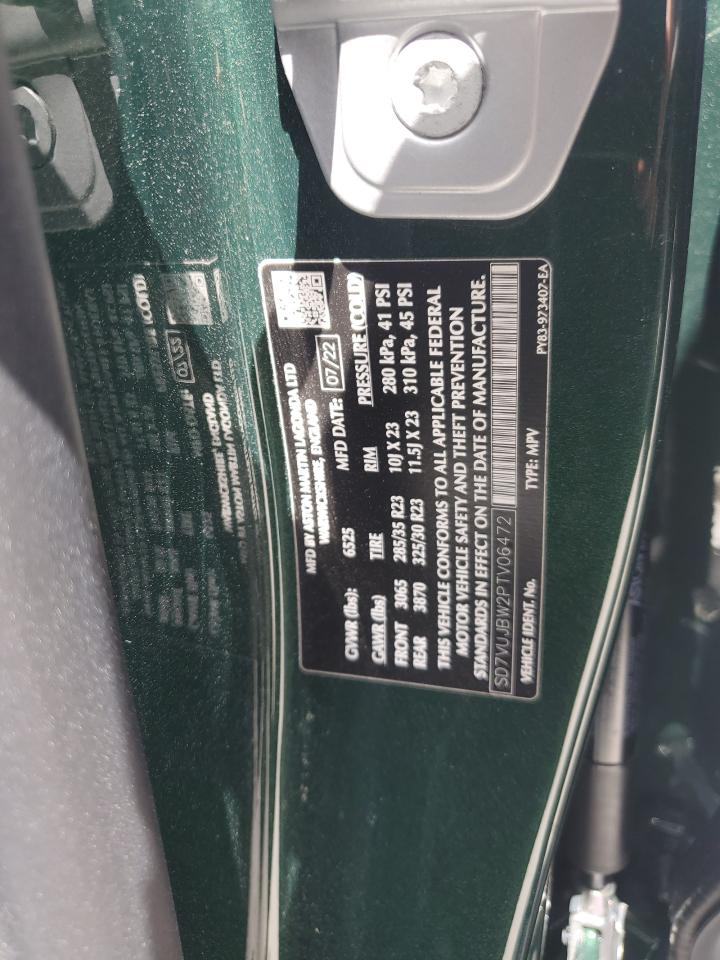 MFD BY ASTON MARTIN LAGONDA LTD
WARWICKSHIRE, ENGLAND
GVWR (lbs): 6525 MFD DATE: 07/22
GAWR (lbs) TIRE RIM PRESSURE (COLD)
FRONT 3065 285/35 R23 10J X 23 280 kPa, 41 PSI
REAR 3870 325/30 R23 11.5J X 23 310 kPa, 45 PSI
THIS VEHICLE CONFORMS TO ALL APPLICABLE FEDERAL
MOTOR VEHICLE SAFETY AND THEFT PREVENTION
STANDARDS IN EFFECT ON THE DATE OF MANUFACTURE.
SD7VUJBW2PTV06472
VEHICLE IDENT. No. TYPE: MPV PY83-973407-EA